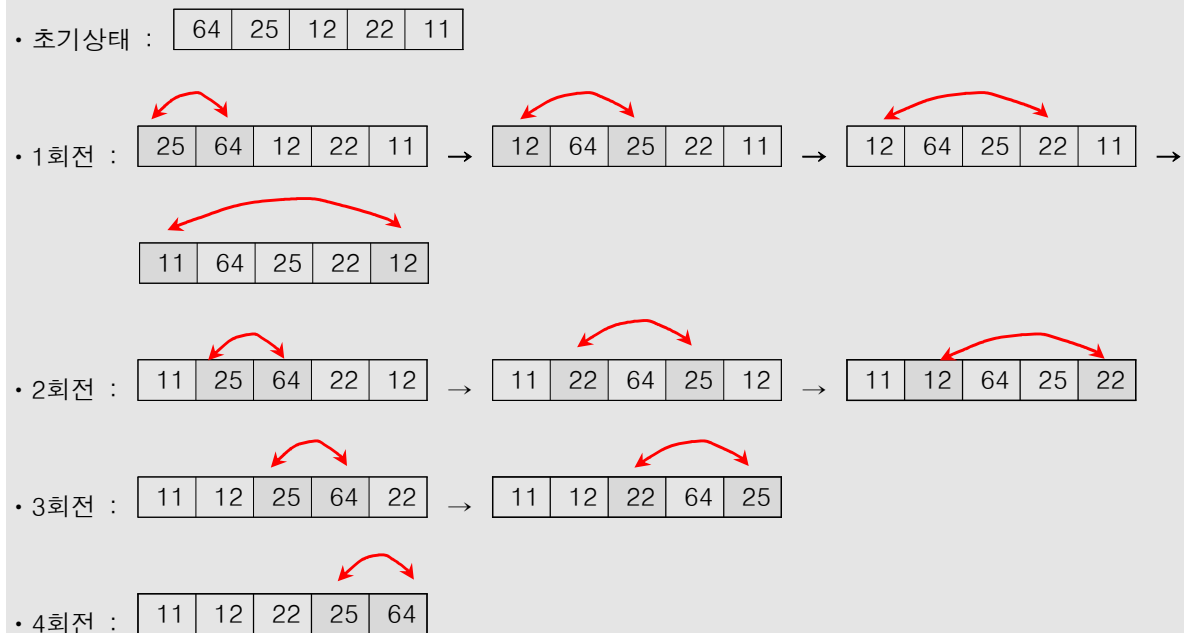 • 초기상태 : 64 25 12 22 11
• 1회전 : 25 64 12 22 11 → 12 64 25 22 11 → 12 64 25 22 11 →
11 64 25 22 12
• 2회전 : 11 25 64 22 12 → 11 22 64 25 12 → 11 12 64 25 22
• 3회전 : 11 12 25 64 22 → 11 12 22 64 25
• 4회전 : 11 12 22 25 64